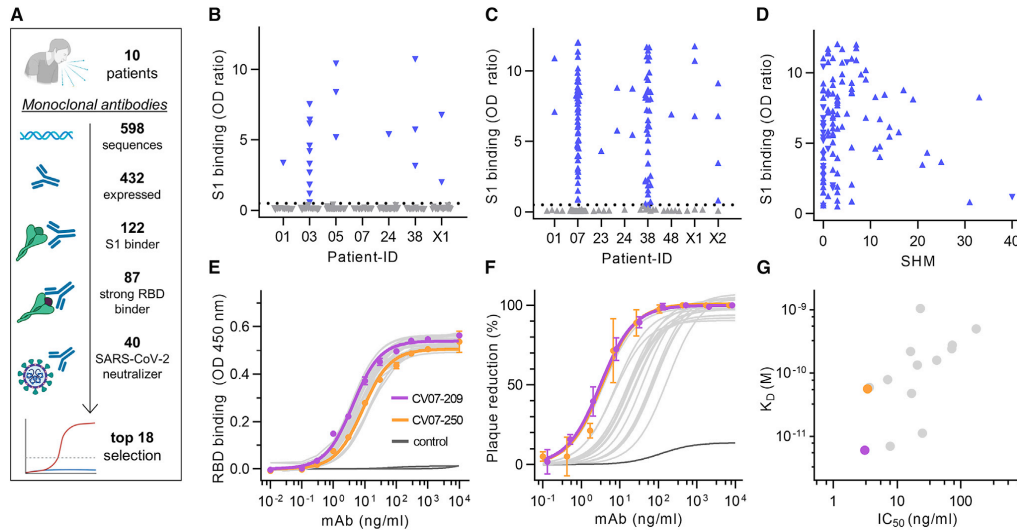 A
10
patients
Monoclonal antibodies
598
sequences
432
expressed
122
S1 binder
87
strong RBD
binder
40
SARS-CoV-2
neutralizer
top 18
selection
B
S1 binding (OD ratio)
10
5
0
01 03 05 07 24 38 X1
Patient-ID
C
S1 binding (OD ratio)
10
5
0
01 07 23 24 38 48 X1 X2
Patient-ID
D
S1 binding (OD ratio)
10
5
0
0 10 20 30 40
SHM
E
RBD binding (OD 450 nm)
0.6
0.4
0.2
0.0
CV07-209
CV07-250
control
10⁻² 10⁻¹ 10⁰ 10¹ 10² 10³ 10⁴
mAb (ng/ml)
F
Plaque reduction (%)
100
50
0
10⁻¹ 10⁰ 10¹ 10² 10³ 10⁴
mAb (ng/ml)
G
K_D (M)
10⁻⁹
10⁻¹⁰
10⁻¹¹
1 10 100
IC₅₀ (ng/ml)